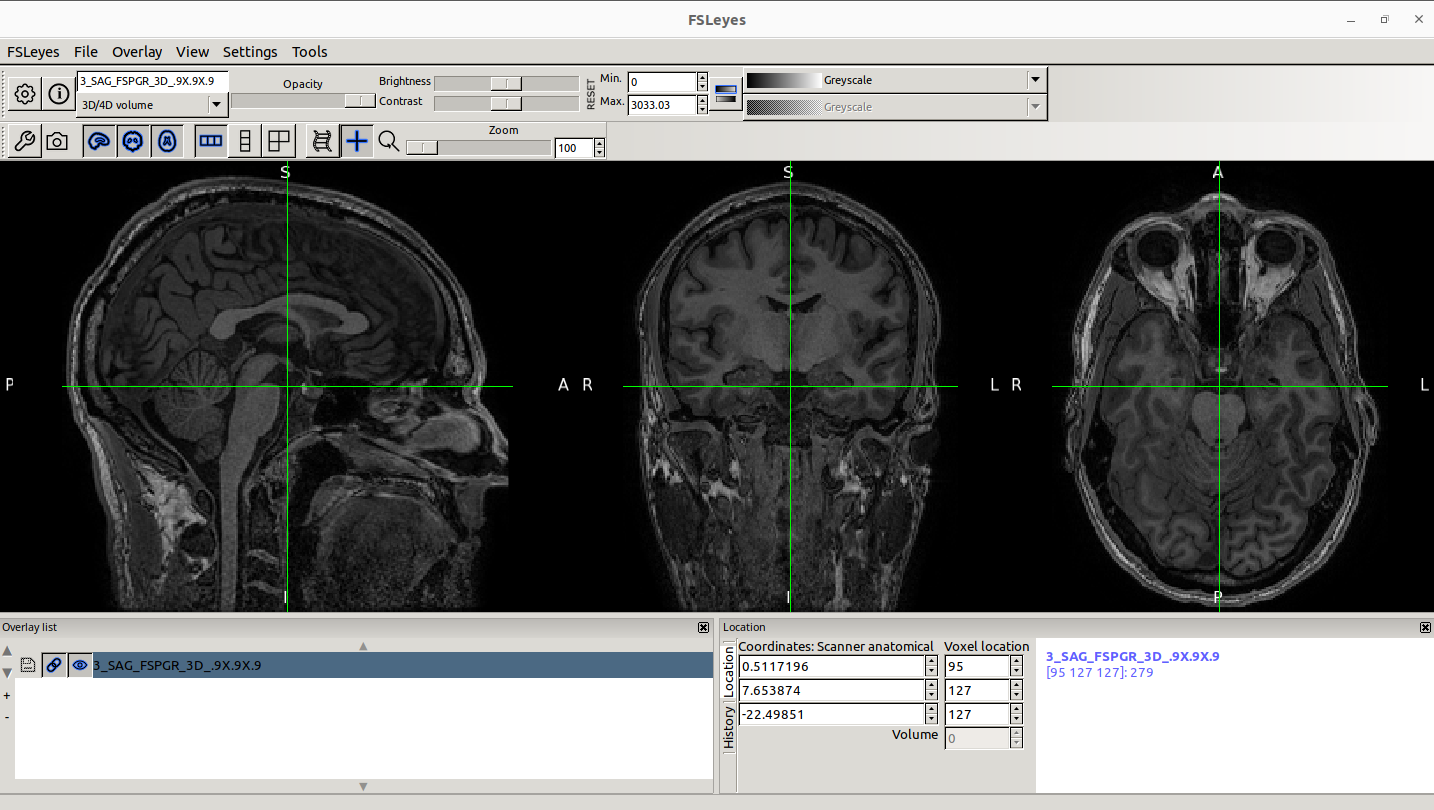 FSLeyes
FSLeyes File Overlay View Settings Tools
3_SAG_FSPGR_3D_.9X.9X.9
3D/4D volume
Opacity
Brightness
Contrast
RESET
Min. 0
Max. 3033.03
Greyscale
Greyscale
Zoom
100
S S A
P A R L R L
I I P
Overlay list
3_SAG_FSPGR_3D_.9X.9X.9
+
-
Location
Location
History
Coordinates: Scanner anatomical Voxel location
0.5117196 95
7.653874 127
-22.49851 127
Volume 0
3_SAG_FSPGR_3D_.9X.9X.9
[95 127 127]: 279